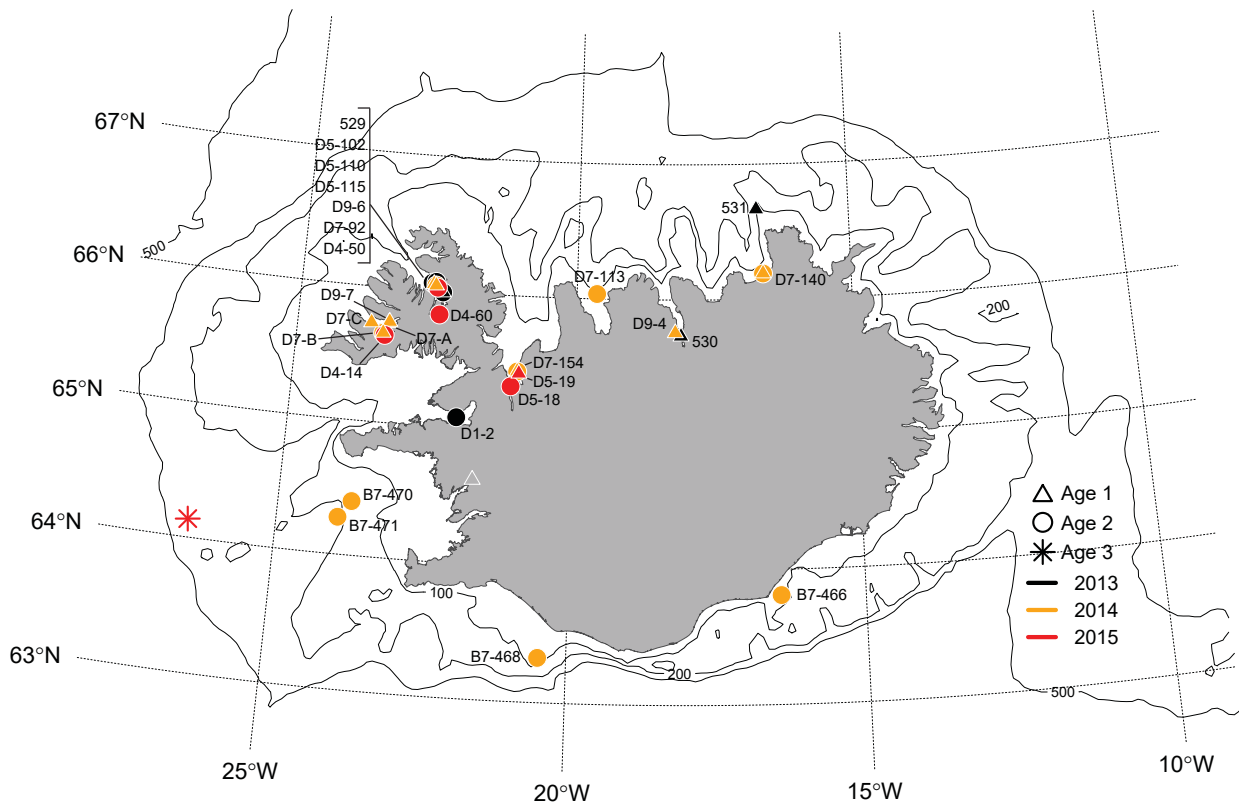 67°N
529
D5-102
D5-110
D5-115
D9-6
D7-92
D4-50
66°N
500
531
D7-113
D7-140
D9-7
D7-C
D4-60
D9-4
530
200
D7-B
D7-A
D4-14
D7-154
D5-19
D5-18
65°N
D1-2
B7-470
B7-471
64°N
Age 1
Age 2
Age 3
2013
2014
2015
100
B7-466
63°N
B7-468
200
500
25°W
20°W
15°W
10°W